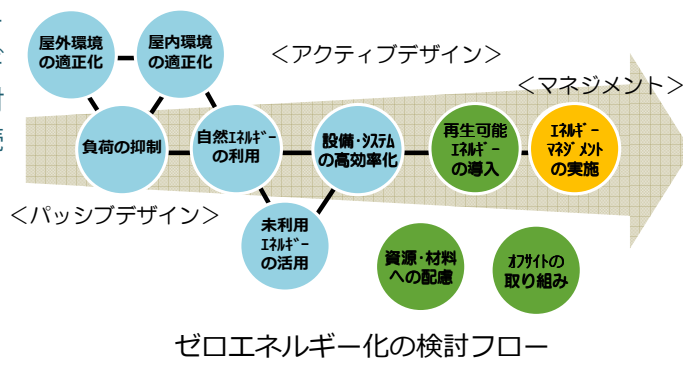 屋外環境
の適正化
屋内環境
の適正化
＜アクティブデザイン＞
＜マネジメント＞
負荷の抑制
自然ｴﾈﾙｷﾞｰ
の利用
設備・ｼｽﾃﾑ
の高効率化
再生可能
ｴﾈﾙｷﾞｰ
の導入
ｴﾈﾙｷﾞｰ
ﾏﾈｼﾞﾒﾝﾄ
の実施
＜パッシブデザイン＞
未利用
ｴﾈﾙｷﾞｰ
の活用
資源・材料
への配慮
ｵﾌｻｲﾄの
取り組み
ゼロエネルギー化の検討フロー